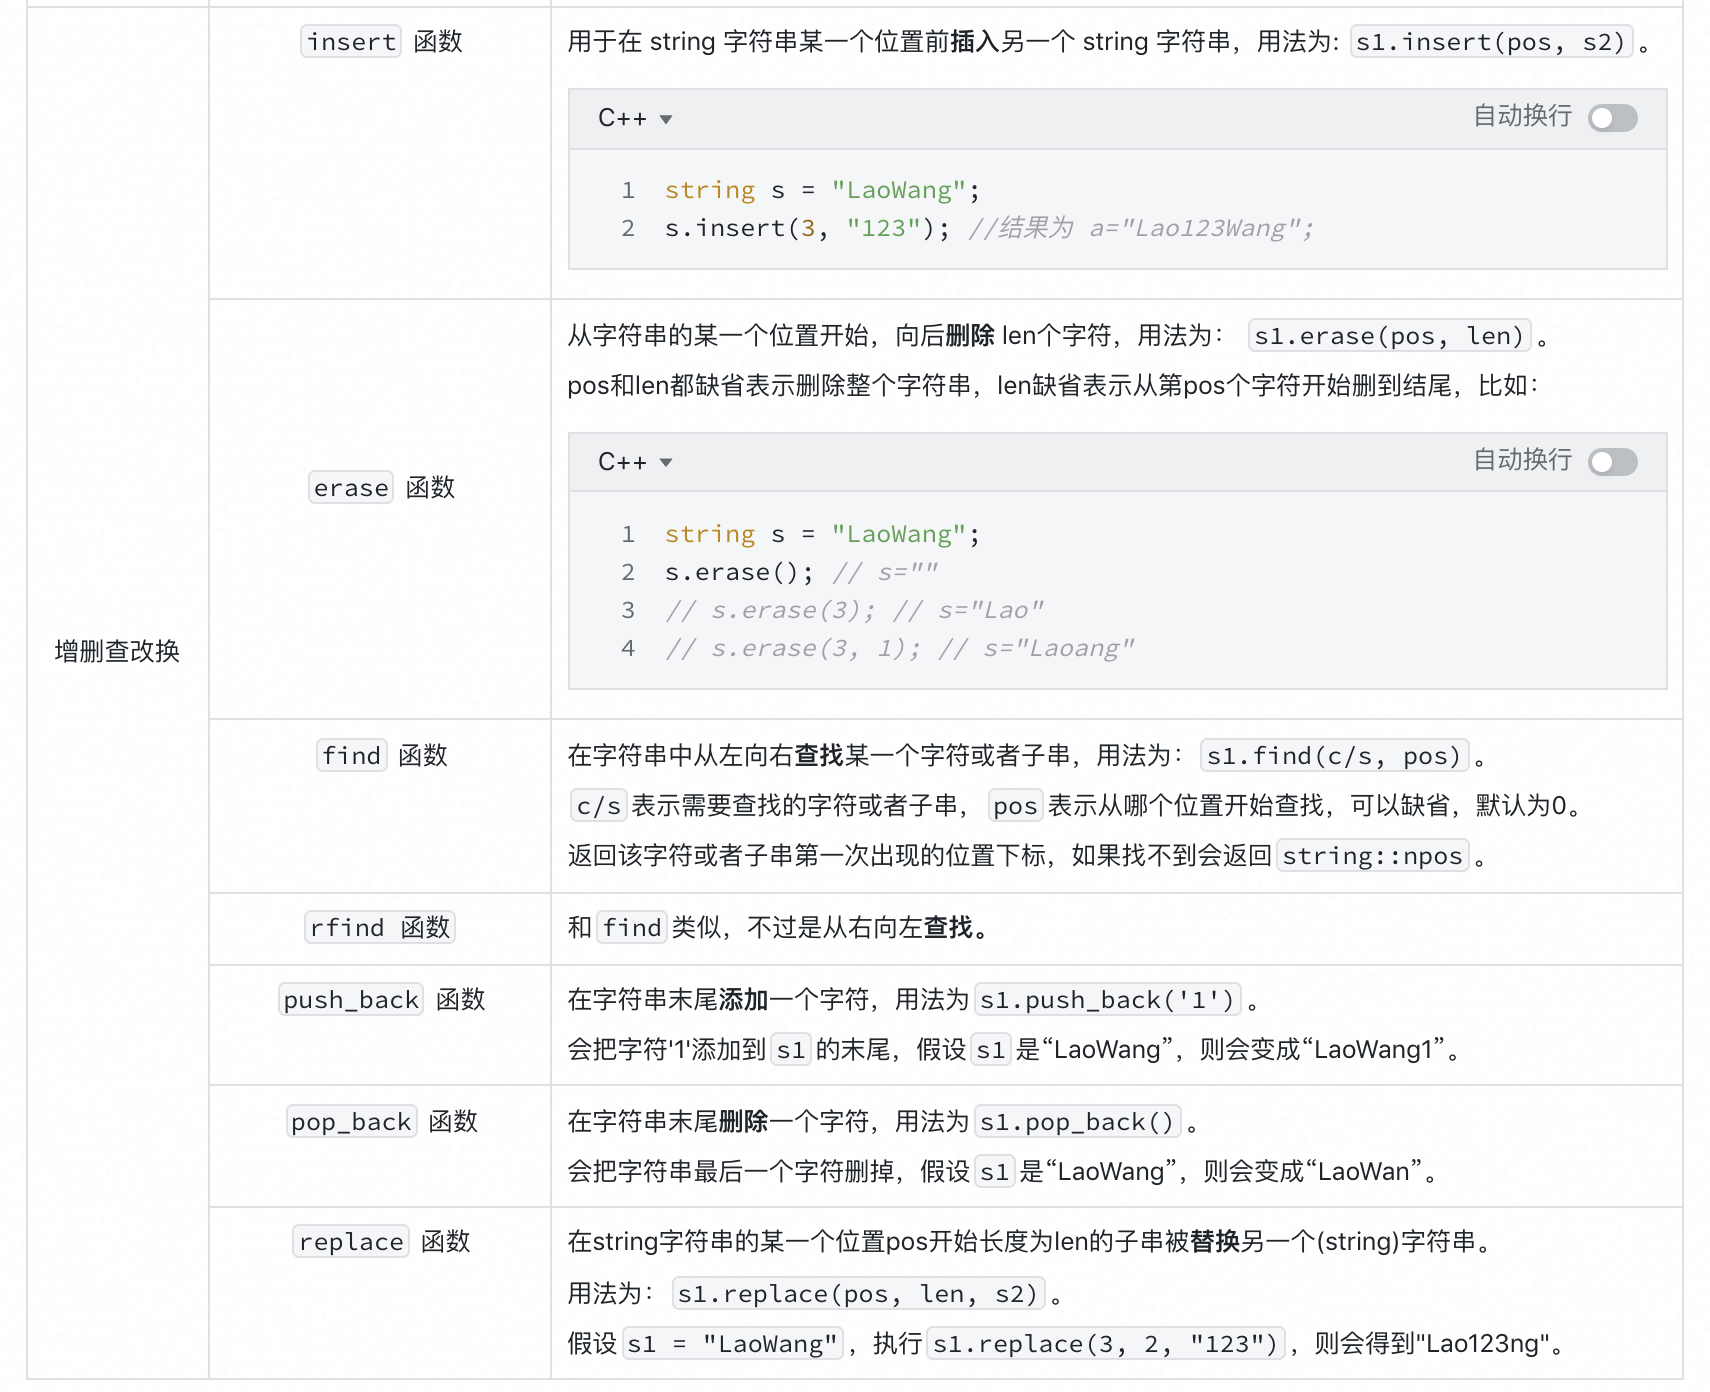 insert 函数
用于在 string 字符串某一个位置前插入另一个 string 字符串，用法为: s1.insert(pos, s2) 。
C++
自动换行
1 string s = "LaoWang";
2 s.insert(3, "123"); //结果为 a="Lao123Wang";
增删查改换
erase 函数
从字符串的某一个位置开始，向后删除 len个字符，用法为： s1.erase(pos, len) 。
pos和len都缺省表示删除整个字符串，len缺省表示从第pos个字符开始删到结尾，比如：
C++
自动换行
1 string s = "LaoWang";
2 s.erase(); // s=""
3 // s.erase(3); // s="Lao"
4 // s.erase(3, 1); // s="Laoang"
find 函数
在字符串中从左向右查找某一个字符或者子串，用法为： s1.find(c/s, pos) 。
c/s 表示需要查找的字符或者子串， pos 表示从哪个位置开始查找，可以缺省，默认为0。
返回该字符或者子串第一次出现的位置下标，如果找不到会返回 string::npos 。
rfind 函数
和 find 类似，不过是从右向左查找。
push_back 函数
在字符串末尾添加一个字符，用法为 s1.push_back('1') 。
会把字符'1'添加到 s1 的末尾，假设 s1 是“LaoWang”，则会变成“LaoWang1”。
pop_back 函数
在字符串末尾删除一个字符，用法为 s1.pop_back() 。
会把字符串最后一个字符删掉，假设 s1 是“LaoWang”，则会变成“LaoWan”。
replace 函数
在string字符串的某一个位置pos开始长度为len的子串被替换另一个(string)字符串。
用法为： s1.replace(pos, len, s2) 。
假设 s1 = "LaoWang" ，执行 s1.replace(3, 2, "123") ，则会得到"Lao123ng"。